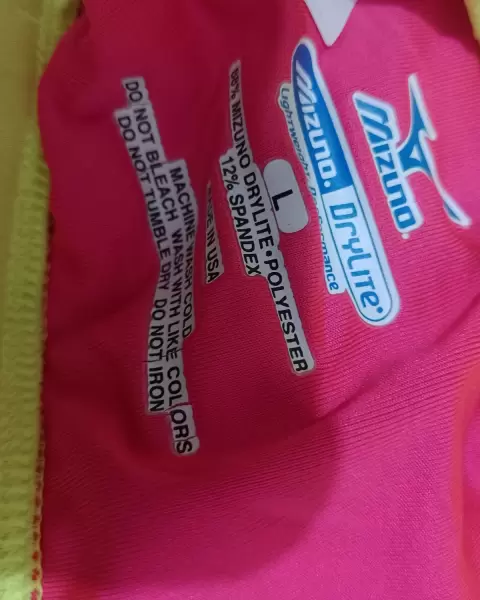 Mizuno
Mizuno. DryLite
Lightweight Performance
L
88% MIZUNO DRYLITE • POLYESTER
12% SPANDEX
MADE IN USA
MACHINE WASH COLD
DO NOT BLEACH WASH WITH LIKE COLORS
DO NOT TUMBLE DRY DO NOT IRON